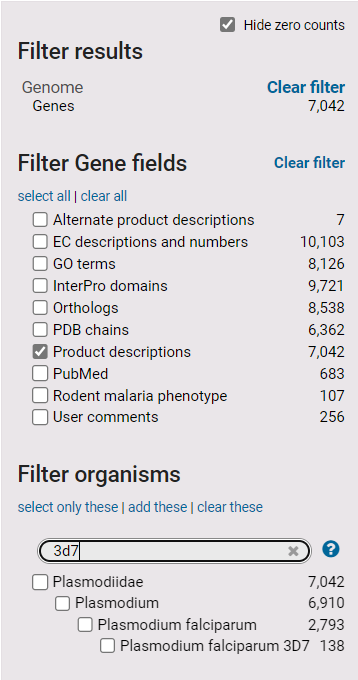 Hide zero counts
Filter results
Genome Clear filter
Genes 7,042
Filter Gene fields Clear filter
select all | clear all
Alternate product descriptions 7
EC descriptions and numbers 10,103
GO terms 8,126
InterPro domains 9,721
Orthologs 8,538
PDB chains 6,362
Product descriptions 7,042
PubMed 683
Rodent malaria phenotype 107
User comments 256
Filter organisms
select only these | add these | clear these
3d7
Plasmodiidae 7,042
Plasmodium 6,910
Plasmodium falciparum 2,793
Plasmodium falciparum 3D7 138